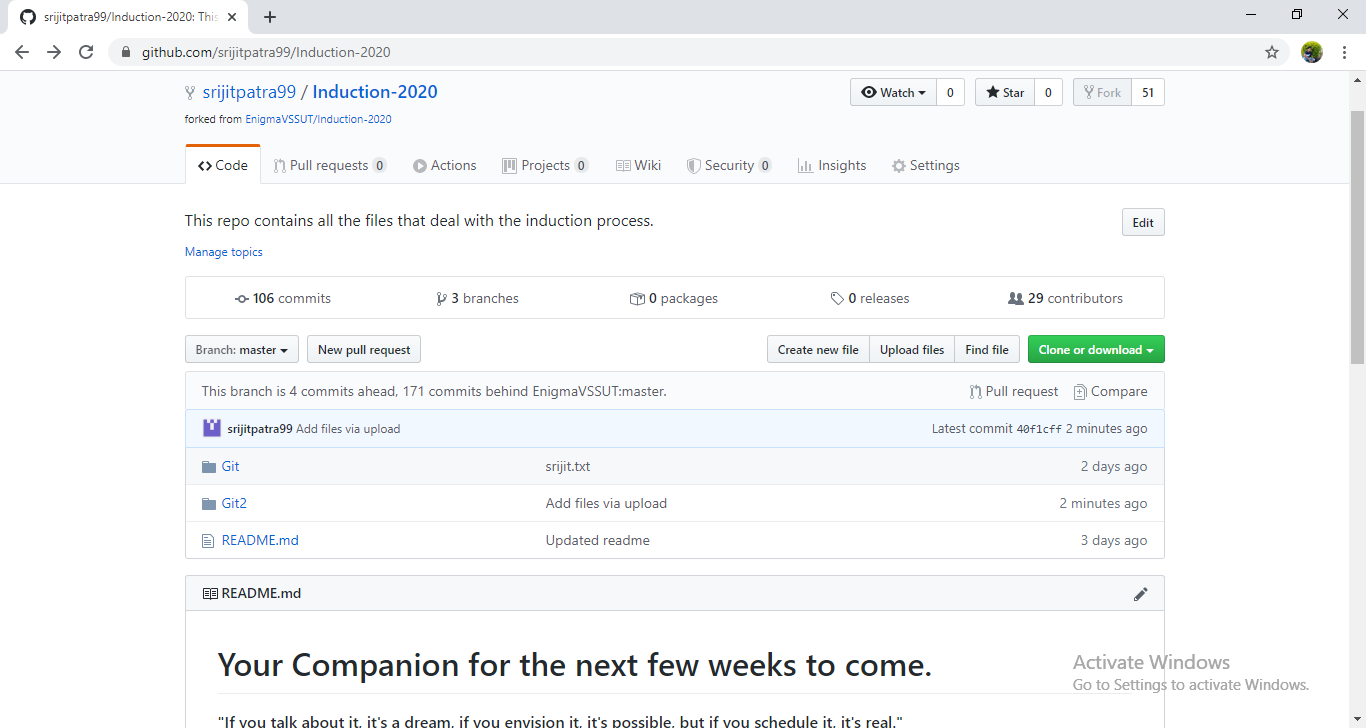 srijitpatra99/Induction-2020: This
github.com/srijitpatra99/Induction-2020
srijitpatra99 / Induction-2020
Watch 0 Star 0 Fork 51
forked from EnigmaVSSUT/Induction-2020
Code Pull requests 0 Actions Projects 0 Wiki Security 0 Insights Settings
This repo contains all the files that deal with the induction process.
Edit
Manage topics
106 commits 3 branches 0 packages 0 releases 29 contributors
Branch: master New pull request Create new file Upload files Find file Clone or download
This branch is 4 commits ahead, 171 commits behind EnigmaVSSUT:master. Pull request Compare
srijitpatra99 Add files via upload Latest commit 40f1cff 2 minutes ago
Git srijit.txt 2 days ago
Git2 Add files via upload 2 minutes ago
README.md Updated readme 3 days ago
README.md
Your Companion for the next few weeks to come.
"If you talk about it, it's a dream, if you envision it, it's possible, but if you schedule it, it's real."
Activate Windows
Go to Settings to activate Windows.